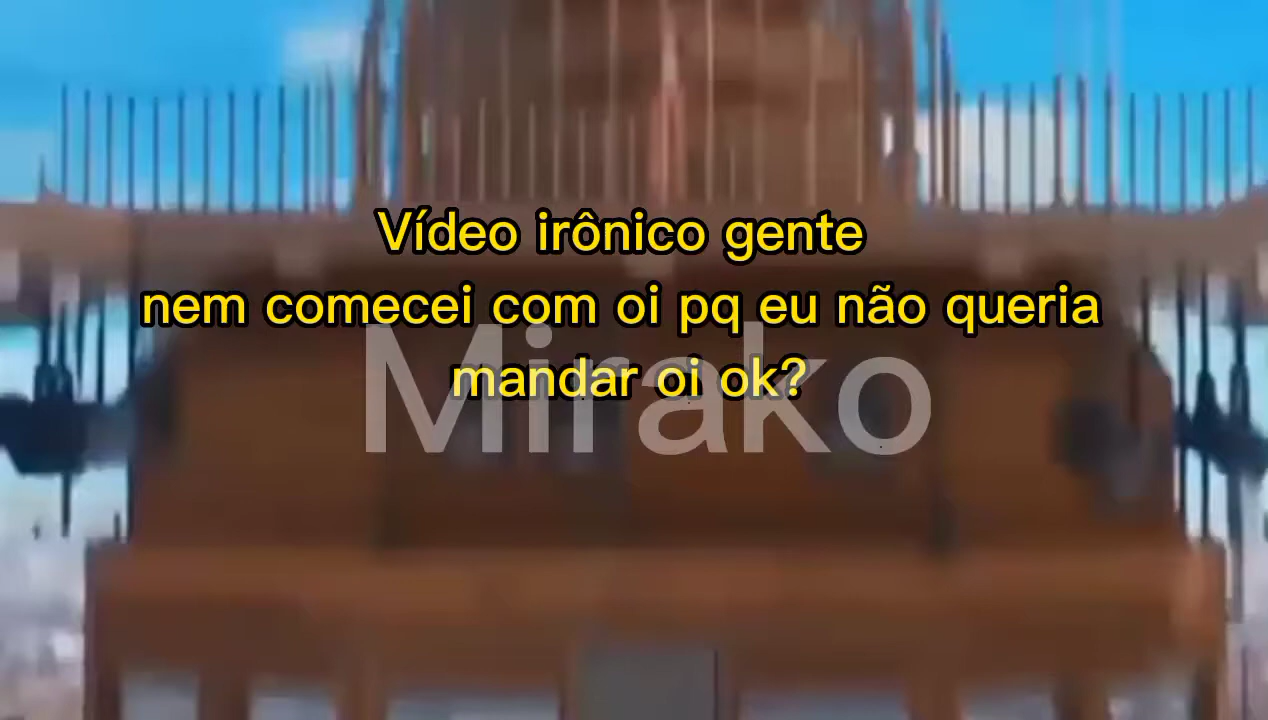 Vídeo irônico gente
nem comecei com oi pq eu não queria
mandar oi ok?
Mirako